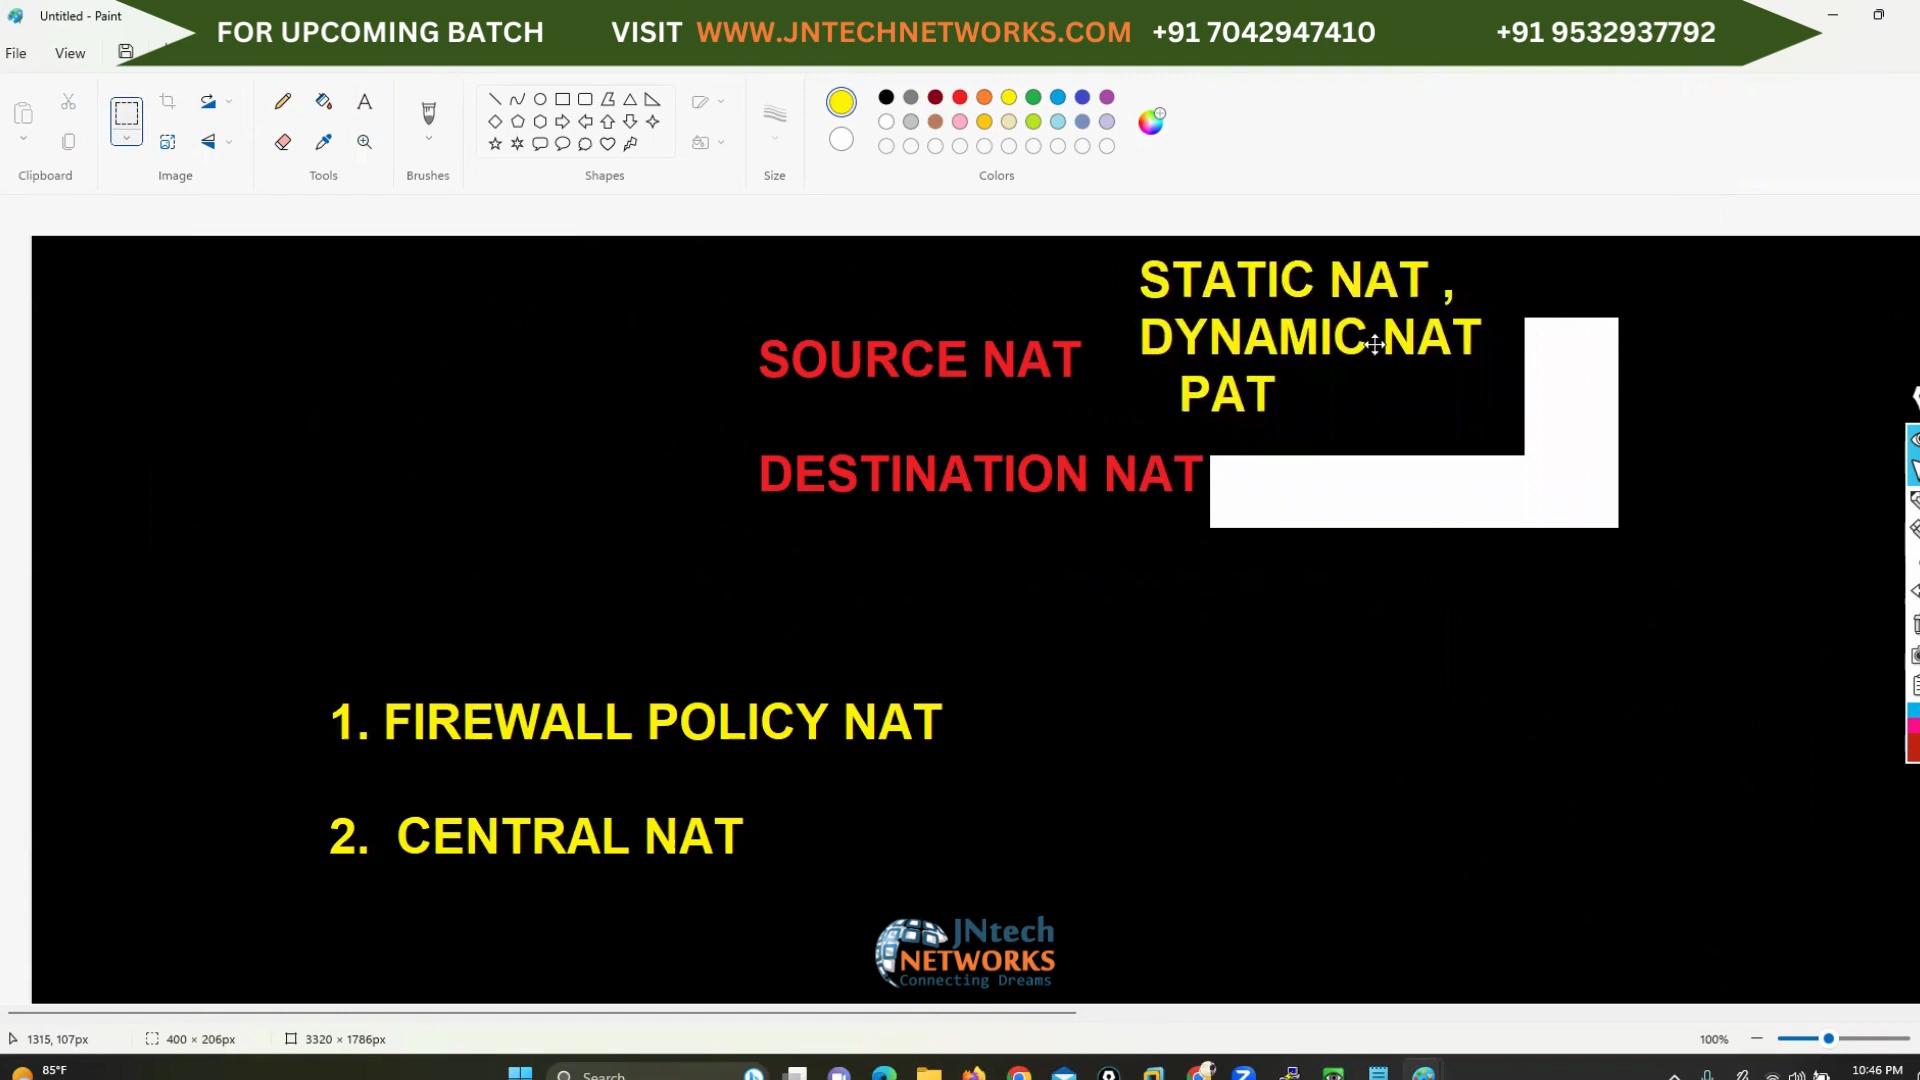 Untitled - Paint
FOR UPCOMING BATCH VISIT WWW.JNTECHNETWORKS.COM +91 7042947410 +91 9532937792
File View
Clipboard Image Tools Brushes Shapes Size Colors
STATIC NAT ,
DYNAMIC NAT
SOURCE NAT
PAT
DESTINATION NAT
1. FIREWALL POLICY NAT
2. CENTRAL NAT
JNtech
NETWORKS
Connecting Dreams
1315, 107px 400 × 206px 3320 × 1786px 100%
85°F
Search
10:46 PM